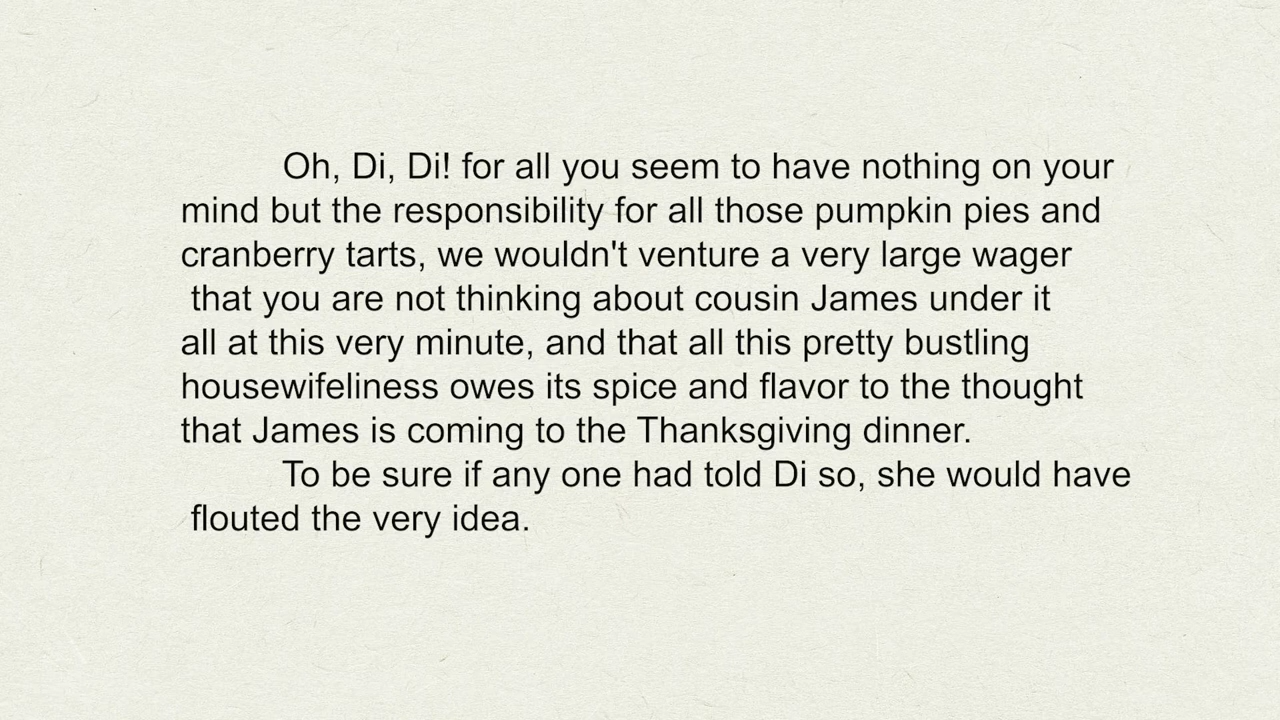 Oh, Di, Di! for all you seem to have nothing on your
mind but the responsibility for all those pumpkin pies and
cranberry tarts, we wouldn't venture a very large wager
that you are not thinking about cousin James under it
all at this very minute, and that all this pretty bustling
housewifeliness owes its spice and flavor to the thought
that James is coming to the Thanksgiving dinner.
To be sure if any one had told Di so, she would have
flouted the very idea.